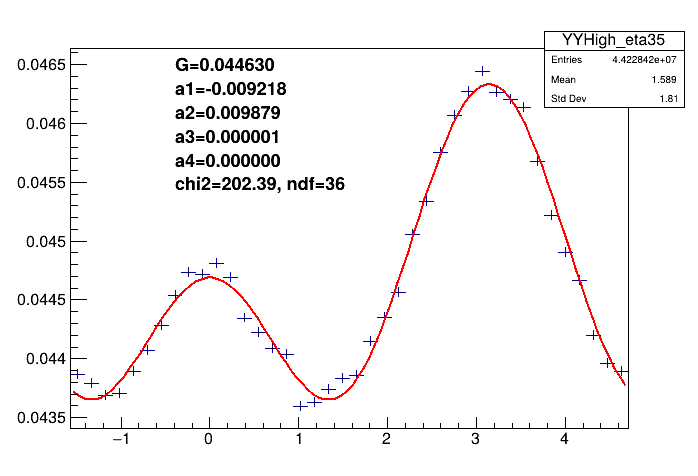 YYHigh_eta35
Entries 4.422842e+07
Mean 1.589
Std Dev 1.81
G=0.044630
a1=-0.009218
a2=0.009879
a3=0.000001
a4=0.000000
chi2=202.39, ndf=36
0.0465
0.046
0.0455
0.045
0.0445
0.044
0.0435
−1 0 1 2 3 4